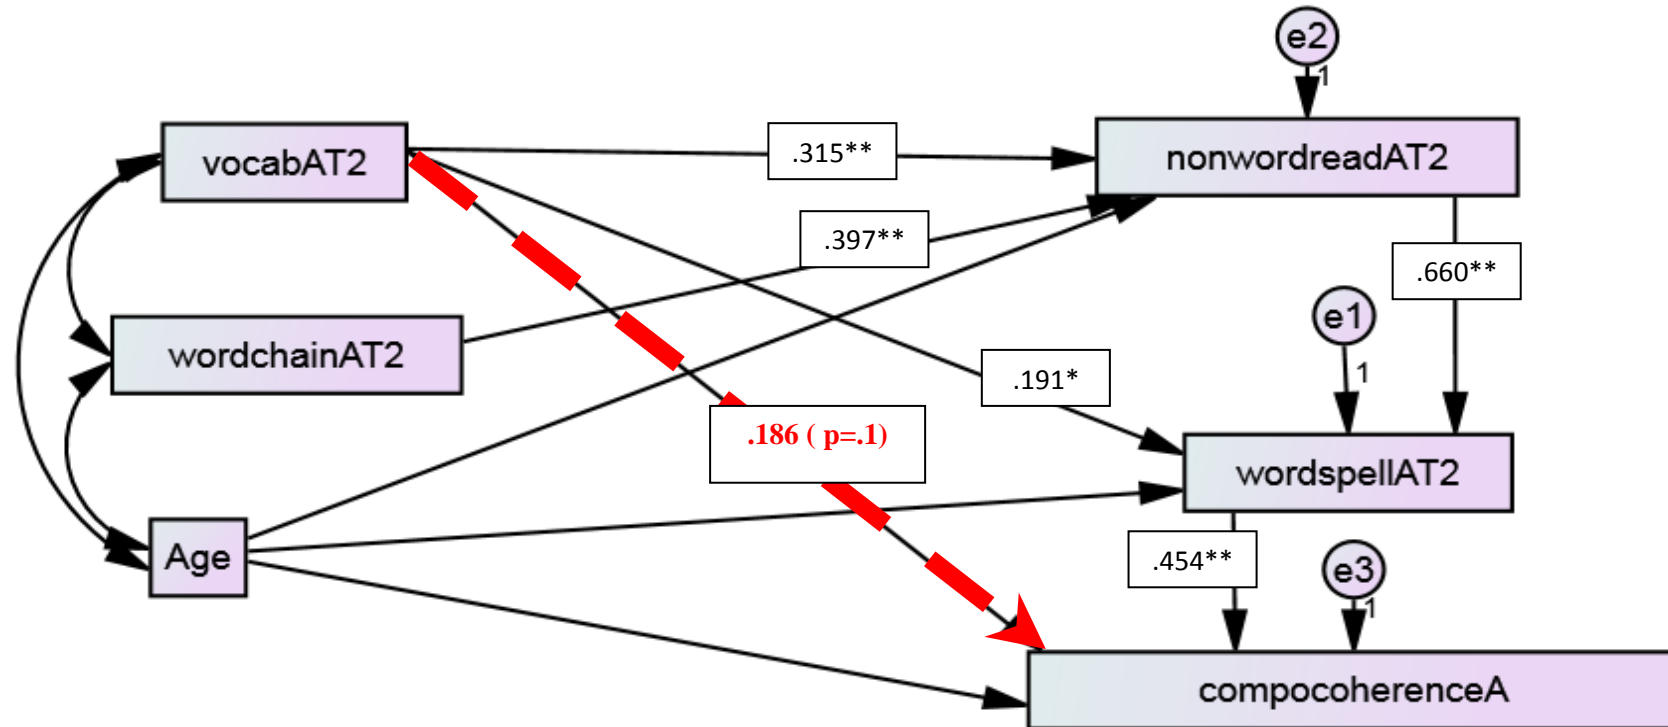 e2
1
vocabAT2
.315**
nonwordreadAT2
.397**
.660**
wordchainAT2
e1
1
.191*
.186 ( p=.1)
wordspellAT2
Age
.454**
e3
1
compocoherenceA